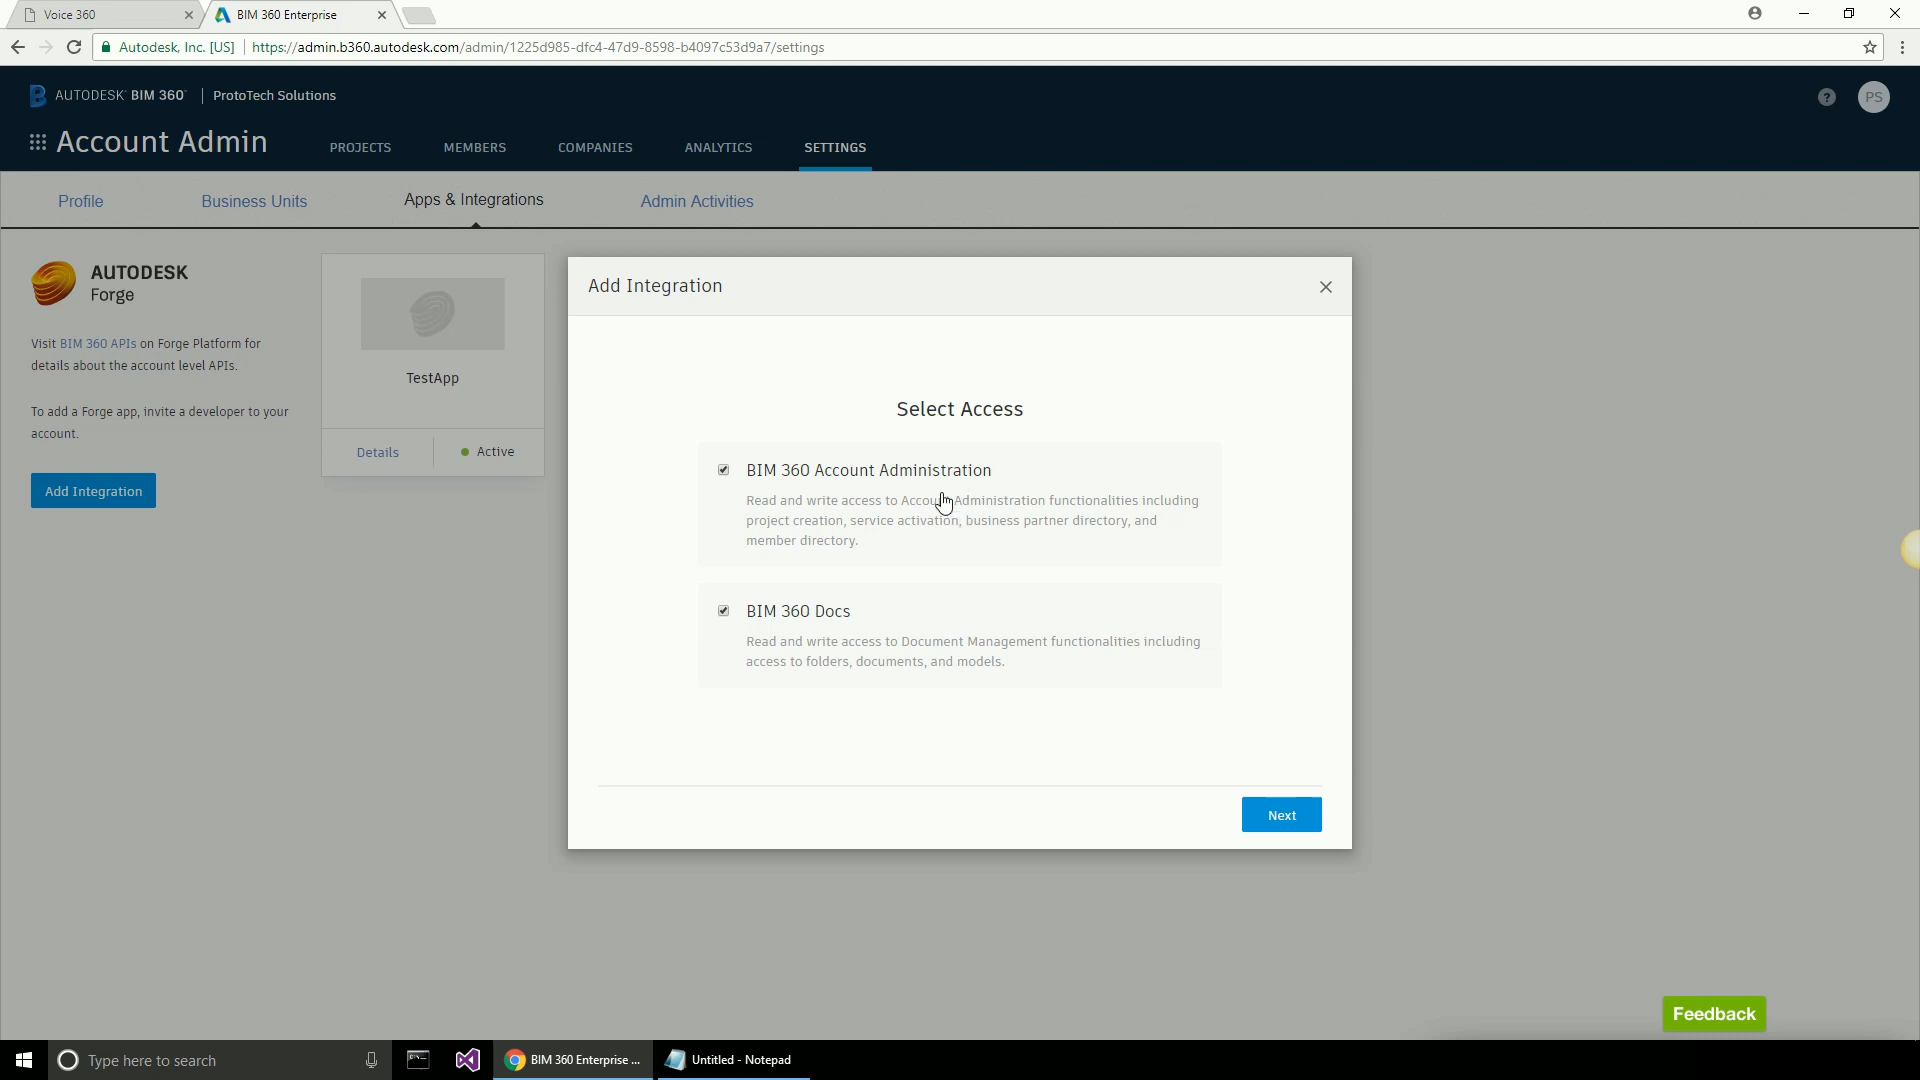 Voice 360
BIM 360 Enterprise
Autodesk, Inc. [US] https://admin.b360.autodesk.com/admin/1225d985-dfc4-47d9-8598-b4097c53d9a7/settings
AUTODESK BIM 360 ProtoTech Solutions
? PS
Account Admin PROJECTS MEMBERS COMPANIES ANALYTICS SETTINGS
Profile Business Units Apps & Integrations Admin Activities
AUTODESK
Forge
Visit BIM 360 APIs on Forge Platform for
details about the account level APIs.
To add a Forge app, invite a developer to your
account.
Add Integration
TestApp
Details Active
Add Integration
Select Access
BIM 360 Account Administration
Read and write access to Account Administration functionalities including
project creation, service activation, business partner directory, and
member directory.
BIM 360 Docs
Read and write access to Document Management functionalities including
access to folders, documents, and models.
Next
Feedback
Type here to search BIM 360 Enterprise ... Untitled - Notepad